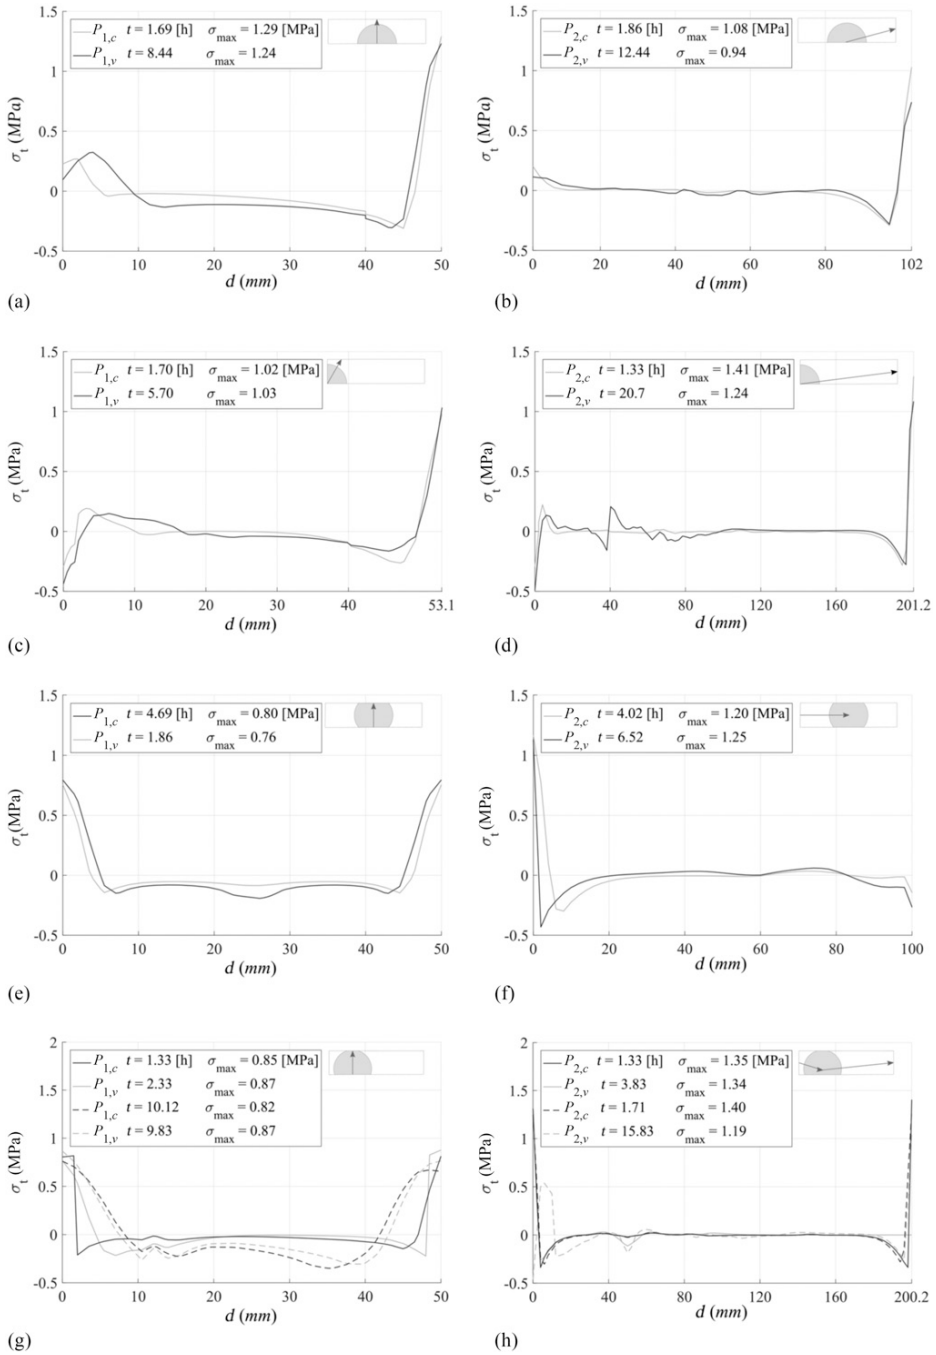 P1,c t = 1.69 [h] σmax = 1.29 [MPa]
P1,v t = 8.44 σmax = 1.24
1.5
1
0.5
0
-0.5
σt (MPa)
0 10 20 30 40 50
d (mm)
(a)
P2,c t = 1.86 [h] σmax = 1.08 [MPa]
P2,v t = 12.44 σmax = 0.94
1.5
1
0.5
0
-0.5
σt (MPa)
0 20 40 60 80 102
d (mm)
(b)
P1,c t = 1.70 [h] σmax = 1.02 [MPa]
P1,v t = 5.70 σmax = 1.03
1.5
1
0.5
0
-0.5
σt (MPa)
0 10 20 30 40 53.1
d (mm)
(c)
P2,c t = 1.33 [h] σmax = 1.41 [MPa]
P2,v t = 20.7 σmax = 1.24
1.5
1
0.5
0
-0.5
σt (MPa)
0 40 80 120 160 201.2
d (mm)
(d)
P1,c t = 4.69 [h] σmax = 0.80 [MPa]
P1,v t = 1.86 σmax = 0.76
1.5
1
0.5
0
-0.5
σt(MPa)
0 10 20 30 40 50
d (mm)
(e)
P2,c t = 4.02 [h] σmax = 1.20 [MPa]
P2,v t = 6.52 σmax = 1.25
1.5
1
0.5
0
-0.5
σt (MPa)
0 20 40 60 80 100
d (mm)
(f)
P1,c t = 1.33 [h] σmax = 0.85 [MPa]
P1,v t = 2.33 σmax = 0.87
P1,c t = 10.12 σmax = 0.82
P1,v t = 9.83 σmax = 0.87
2
1.5
1
0.5
0
-0.5
σt (MPa)
0 10 20 30 40 50
d (mm)
(g)
P2,c t = 1.33 [h] σmax = 1.35 [MPa]
P2,v t = 3.83 σmax = 1.34
P2,c t = 1.71 σmax = 1.40
P2,v t = 15.83 σmax = 1.19
2
1.5
1
0.5
0
-0.5
σt (MPa)
0 40 80 120 160 200.2
d (mm)
(h)